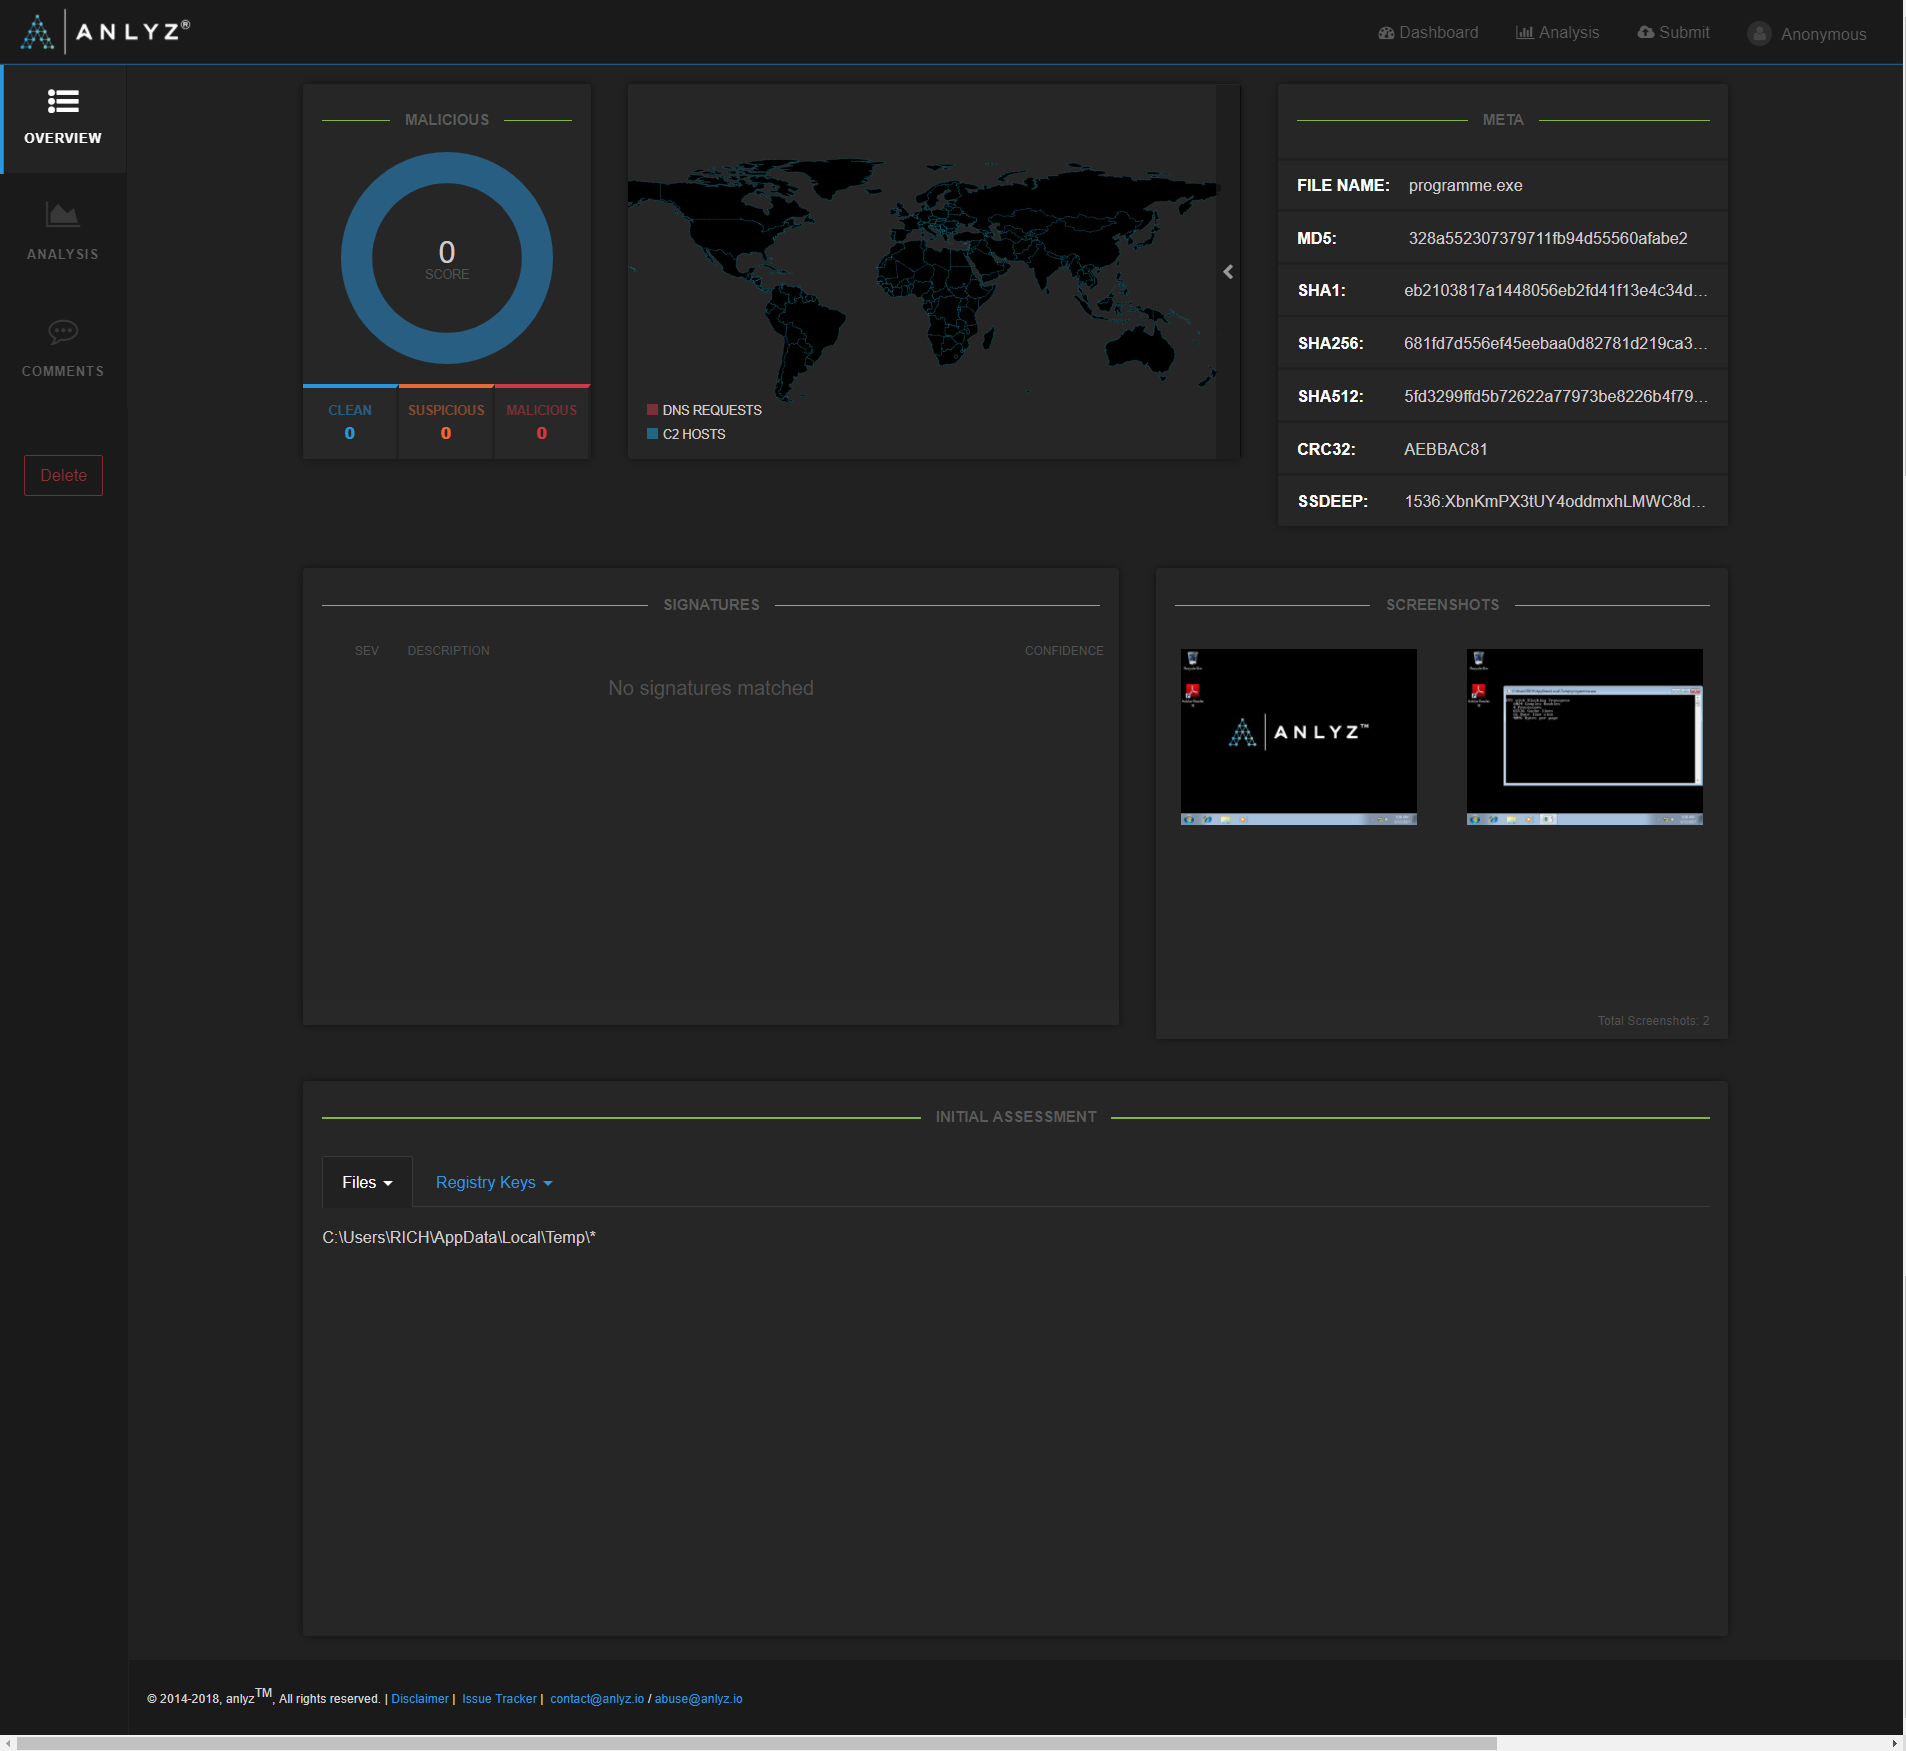 ANLYZ®
Dashboard
Analysis
Submit
Anonymous
OVERVIEW
ANALYSIS
COMMENTS
Delete
MALICIOUS
0
SCORE
CLEAN
0
SUSPICIOUS
0
MALICIOUS
0
DNS REQUESTS
C2 HOSTS
META
FILE NAME: programme.exe
MD5: 328a552307379711fb94d55560afabe2
SHA1: eb2103817a1448056eb2fd41f13e4c34d...
SHA256: 681fd7d556ef45eebaa0d82781d219ca3...
SHA512: 5fd3299ffd5b72622a77973be8226b4f79...
CRC32: AEBBAC81
SSDEEP: 1536:XbnKmPX3tUY4oddmxhLMWC8d...
SIGNATURES
SEV DESCRIPTION CONFIDENCE
No signatures matched
SCREENSHOTS
ANLYZ™
Total Screenshots: 2
INITIAL ASSESSMENT
Files
Registry Keys
C:\Users\RICH\AppData\Local\Temp\*
© 2014-2018, anlyzTM, All rights reserved. | Disclaimer | Issue Tracker | contact@anlyz.io / abuse@anlyz.io